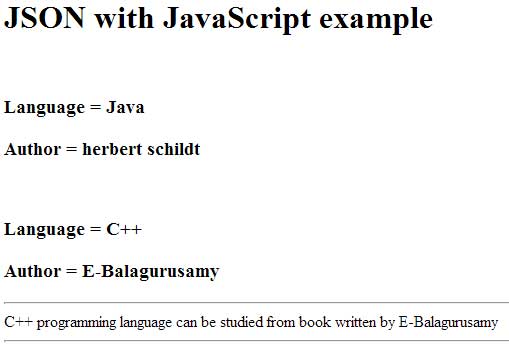 JSON with JavaScript example
Language = Java
Author = herbert schildt
Language = C++
Author = E-Balagurusamy
C++ programming language can be studied from book written by E-Balagurusamy